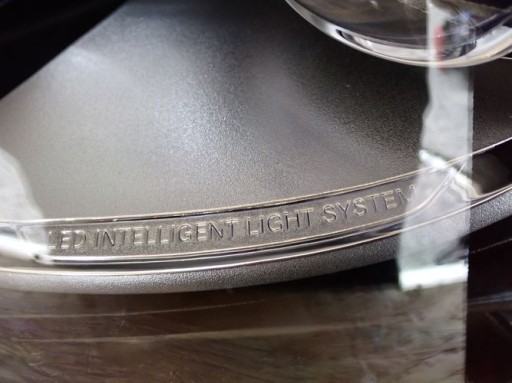 LED INTELLIGENT LIGHT SYSTEM